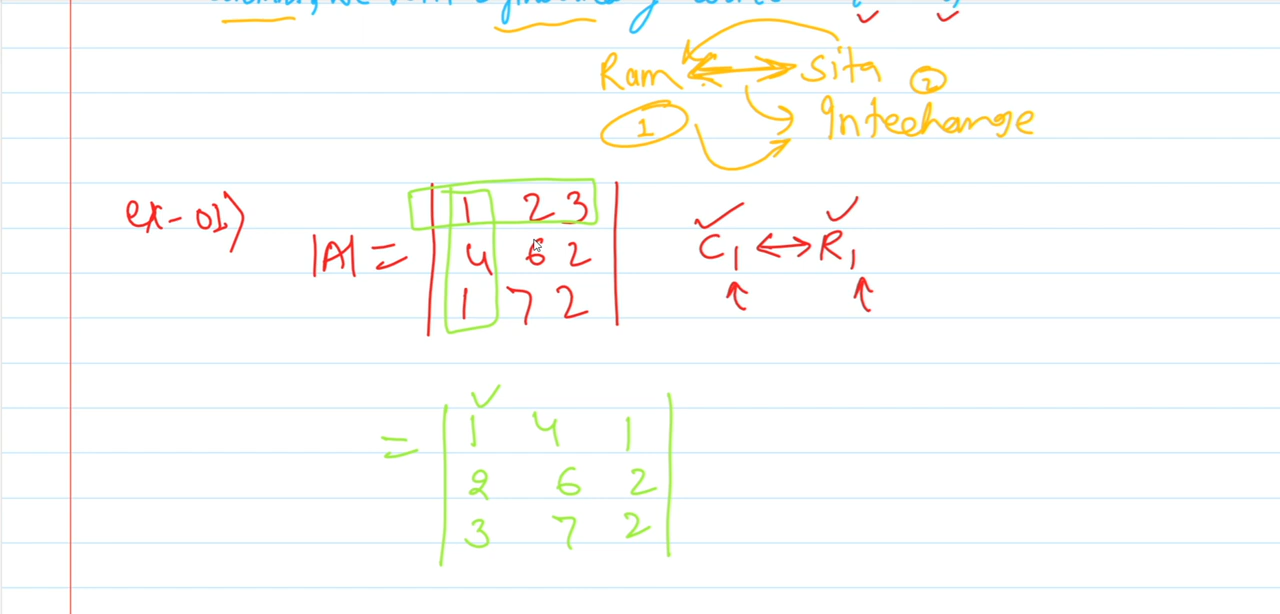 Ram ↔ Sita ②
① Intechange
ex-01)
|A| = | 1 2 3 |
| 4 6 2 |
| 1 7 2 |
C₁ ↔ R₁
= | 1 4 1 |
| 2 6 2 |
| 3 7 2 |